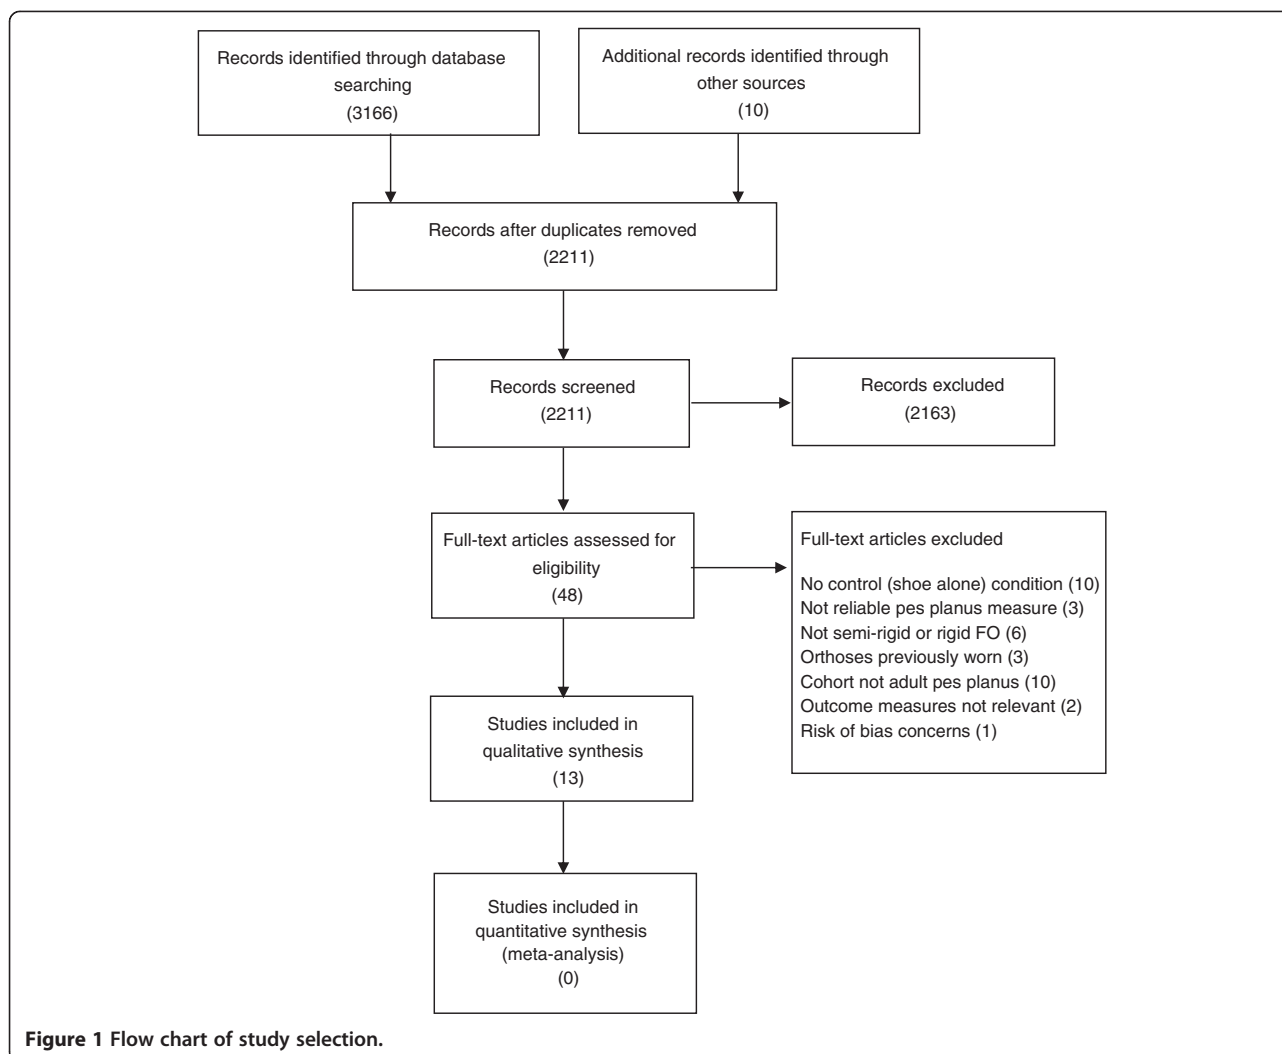 Records identified through database
searching
(3166)
Additional records identified through
other sources
(10)
Records after duplicates removed
(2211)
Records screened
(2211)
Records excluded
(2163)
Full-text articles assessed for
eligibility
(48)
Full-text articles excluded
No control (shoe alone) condition (10)
Not reliable pes planus measure (3)
Not semi-rigid or rigid FO (6)
Orthoses previously worn (3)
Cohort not adult pes planus (10)
Outcome measures not relevant (2)
Risk of bias concerns (1)
Studies included in
qualitative synthesis
(13)
Studies included in
quantitative synthesis
(meta-analysis)
(0)
Figure 1 Flow chart of study selection.